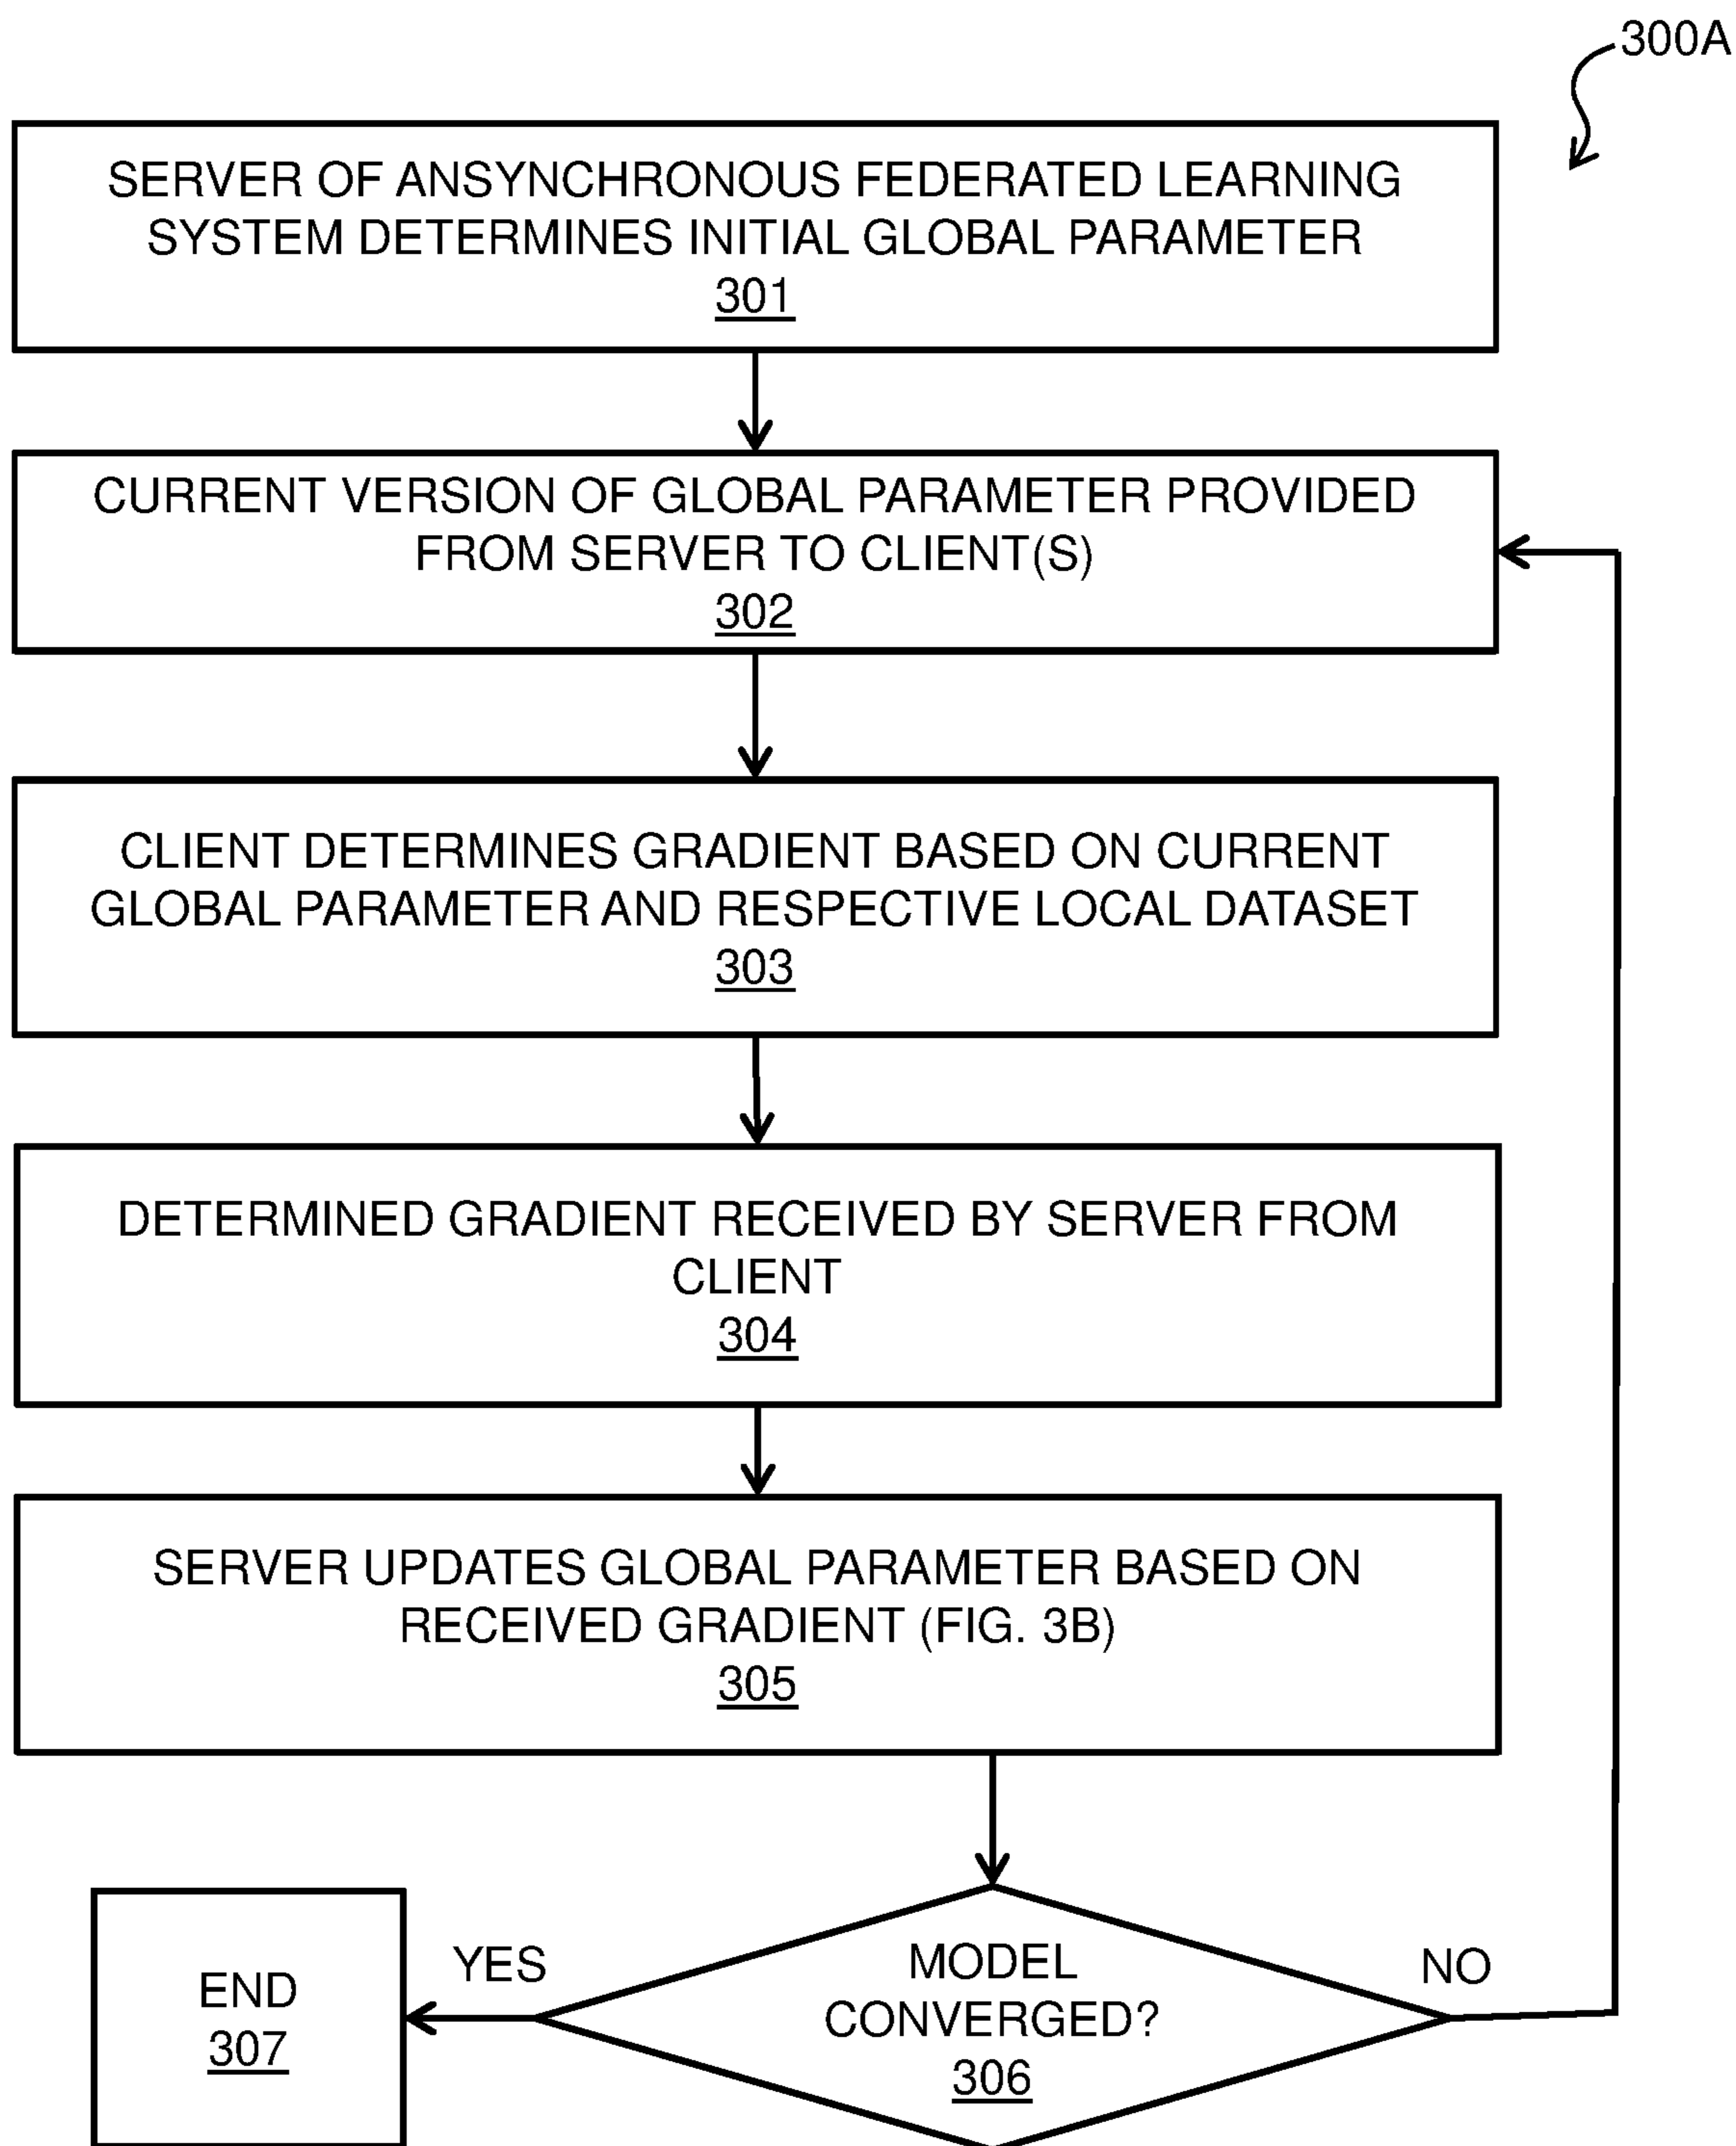 300A
SERVER OF ANSYNCHRONOUS FEDERATED LEARNING
SYSTEM DETERMINES INITIAL GLOBAL PARAMETER
301
CURRENT VERSION OF GLOBAL PARAMETER PROVIDED
FROM SERVER TO CLIENT(S)
302
CLIENT DETERMINES GRADIENT BASED ON CURRENT
GLOBAL PARAMETER AND RESPECTIVE LOCAL DATASET
303
DETERMINED GRADIENT RECEIVED BY SERVER FROM
CLIENT
304
SERVER UPDATES GLOBAL PARAMETER BASED ON
RECEIVED GRADIENT (FIG. 3B)
305
MODEL
CONVERGED?
306
YES
NO
END
307